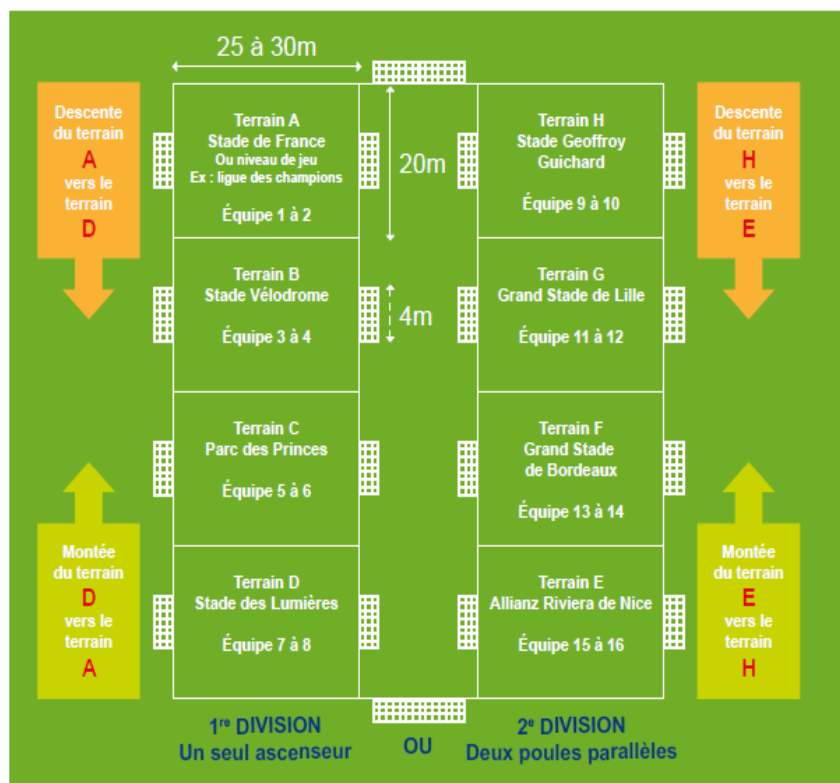 25 à 30m
Descente
du terrain
A
vers le
terrain
D
Terrain A
Stade de France
Ou niveau de jeu
Ex : ligue des champions
Équipe 1 à 2
20m
Terrain H
Stade Geoffroy
Guichard
Équipe 9 à 10
Descente
du terrain
H
vers le
terrain
E
Terrain B
Stade Vélodrome
Équipe 3 à 4
4m
Terrain G
Grand Stade de Lille
Équipe 11 à 12
Terrain C
Parc des Princes
Équipe 5 à 6
Terrain F
Grand Stade
de Bordeaux
Équipe 13 à 14
Montée
du terrain
D
vers le
terrain
A
Terrain D
Stade des Lumières
Équipe 7 à 8
Terrain E
Allianz Riviera de Nice
Équipe 15 à 16
Montée
du terrain
E
vers le
terrain
H
1re DIVISION
Un seul ascenseur
OU
2e DIVISION
Deux poules parallèles